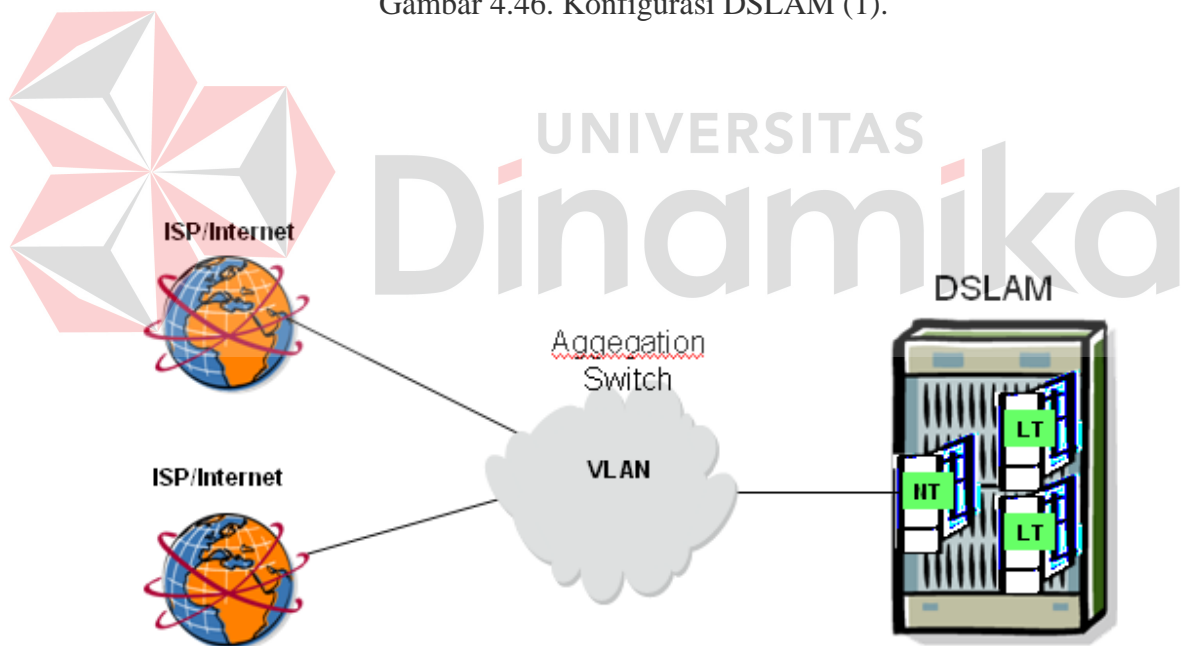 Gambar 4.46. Konfigurasi DSLAM (1).
UNIVERSITAS
Dinamika
ISP/Internet
DSLAM
Aggegation
Switch
LT
ISP/Internet
VLAN
NT
LT